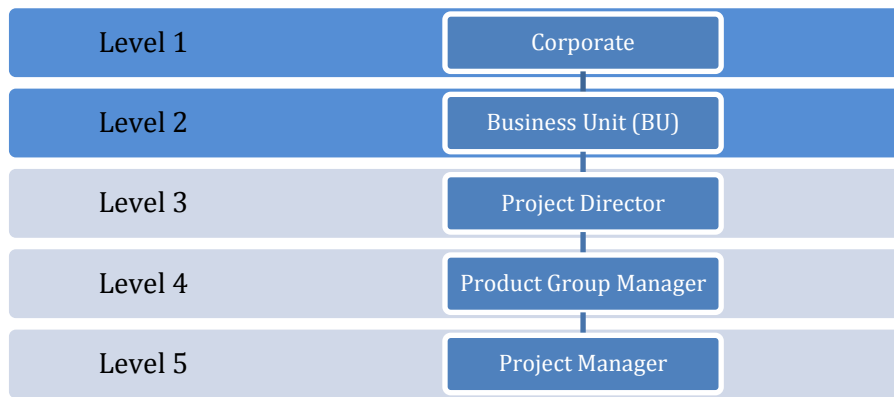 Level 1
Corporate
Level 2
Business Unit (BU)
Level 3
Project Director
Level 4
Product Group Manager
Level 5
Project Manager